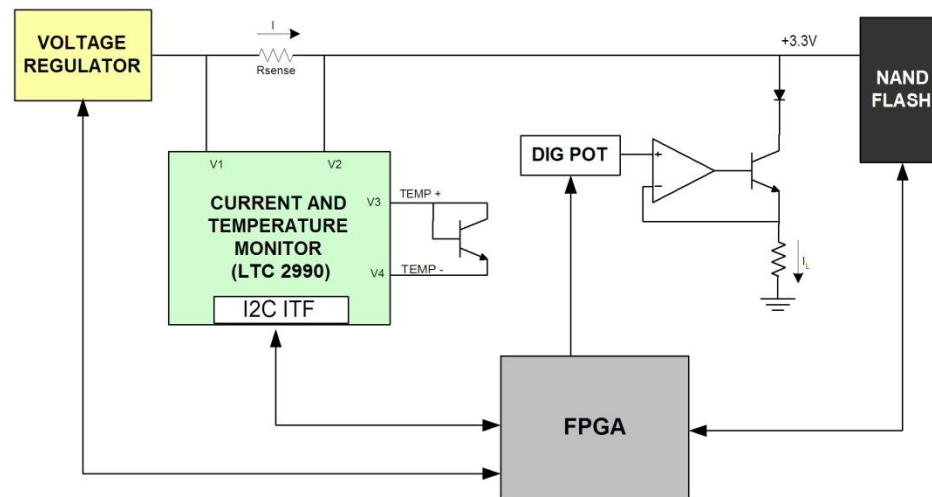 VOLTAGE
REGULATOR
I
Rsense
+3.3V
NAND
FLASH
V1
V2
CURRENT AND
TEMPERATURE
MONITOR
(LTC 2990)
V3
V4
I2C ITF
TEMP +
TEMP -
DIG POT
+
−
IL
FPGA